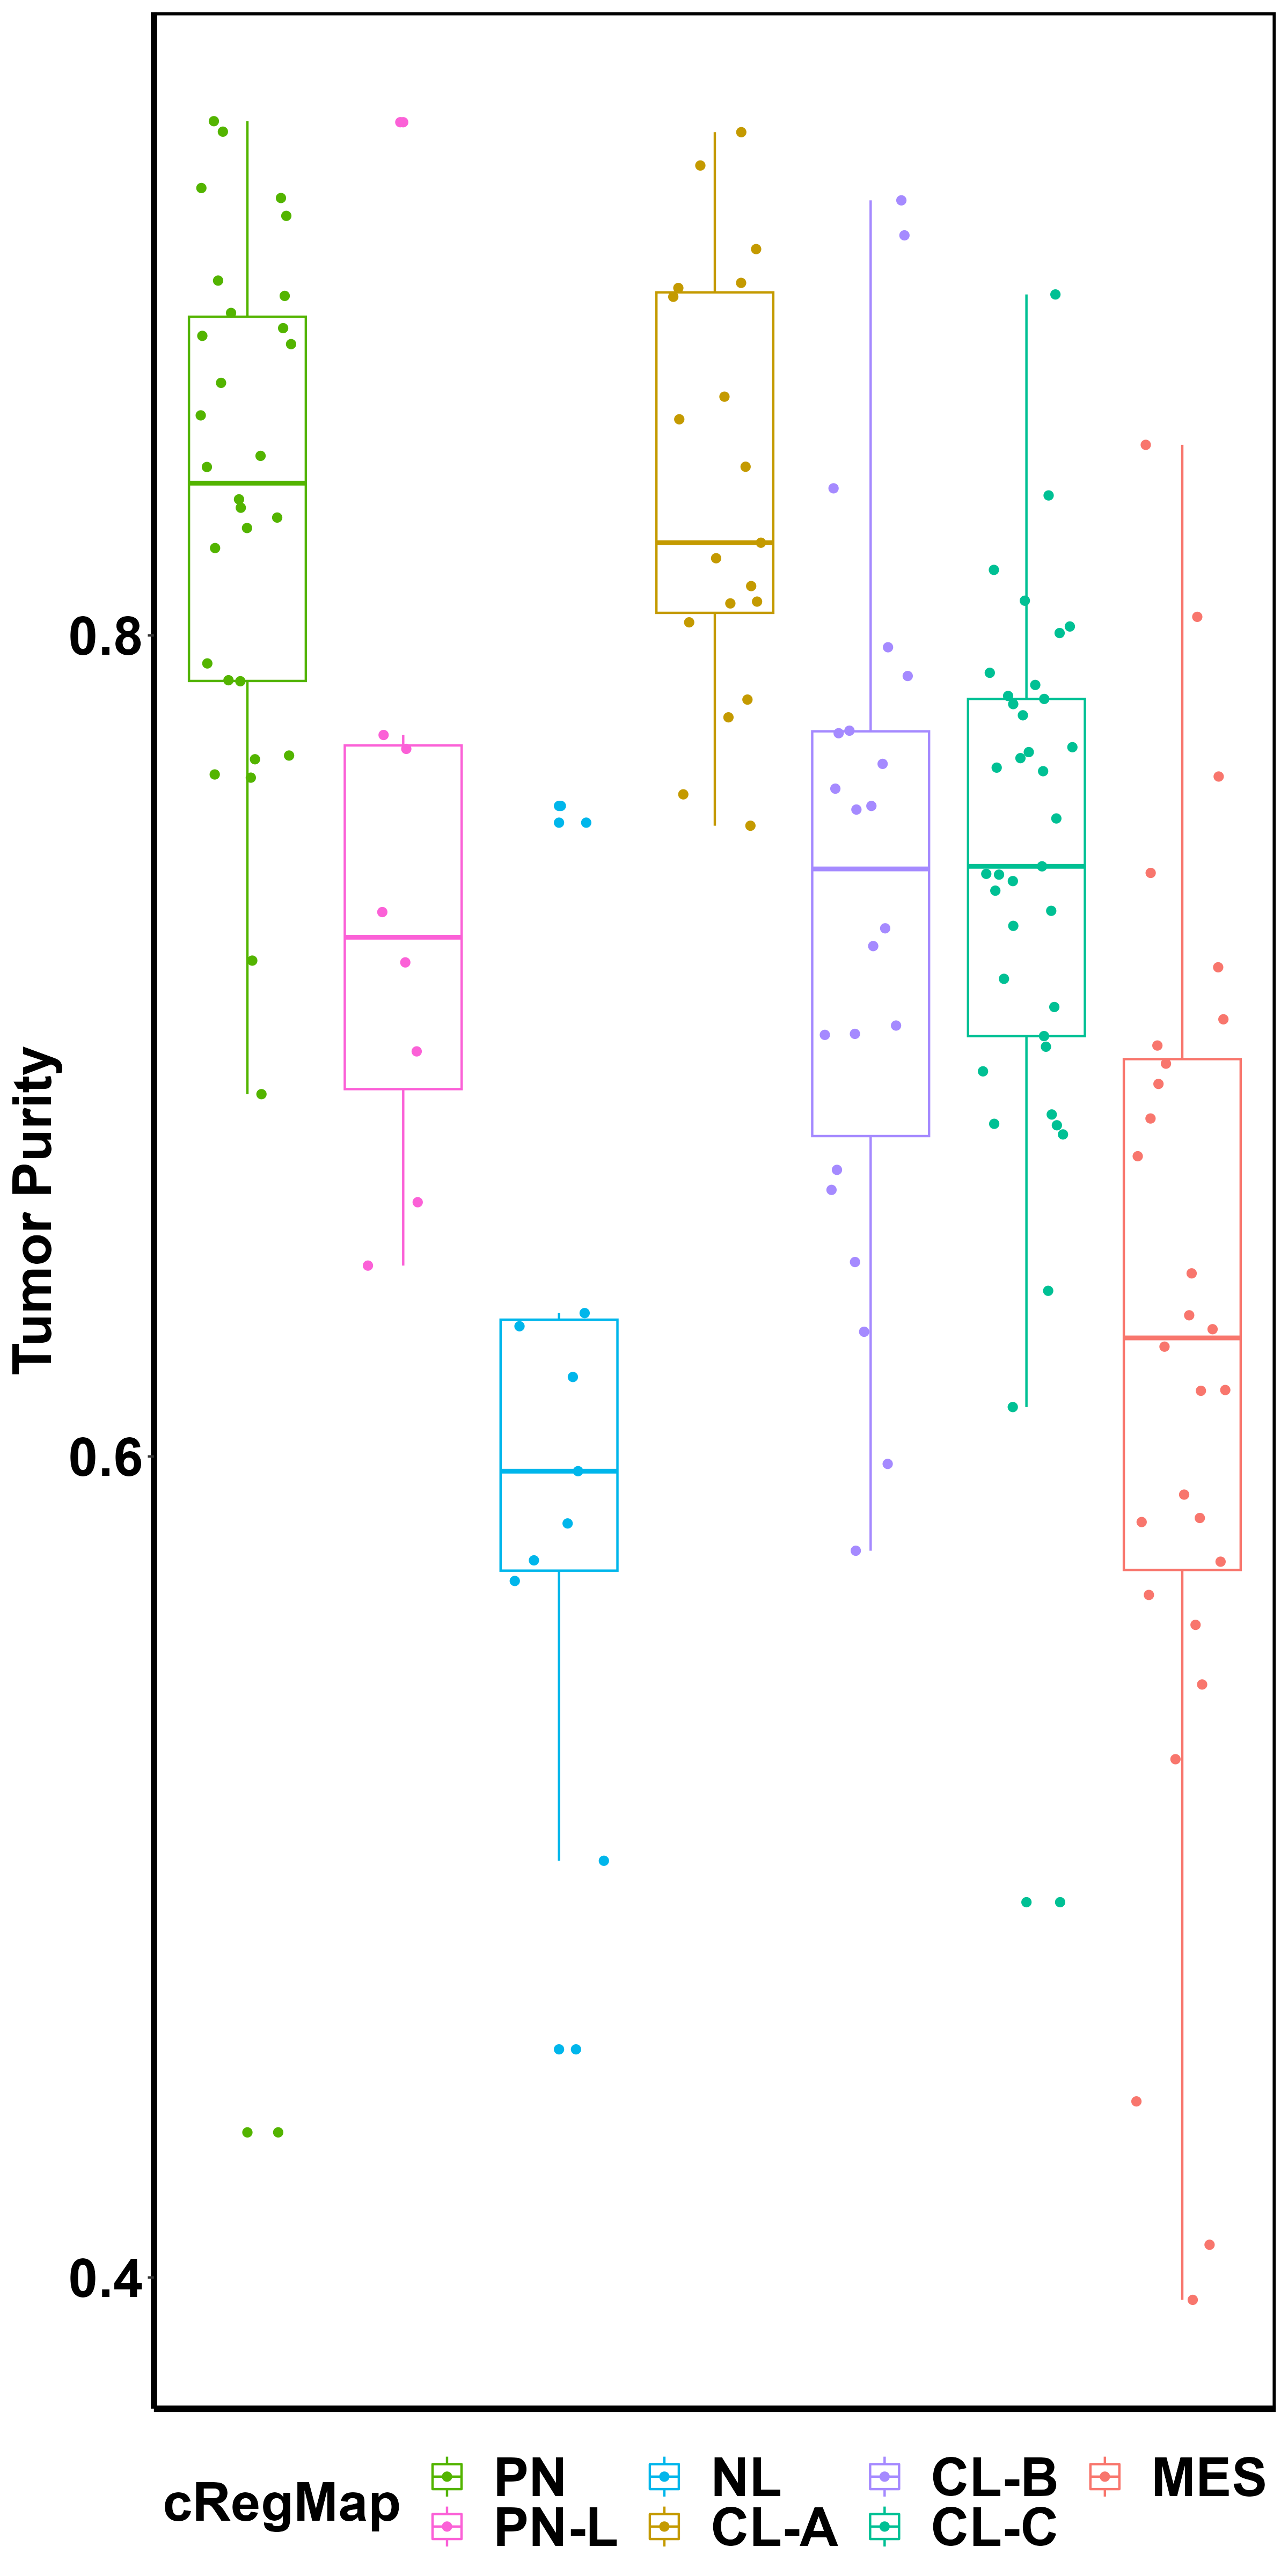 Tumor Purity
0.8
0.6
0.4
cRegMap
PN
NL
CL-B
MES
PN-L
CL-A
CL-C